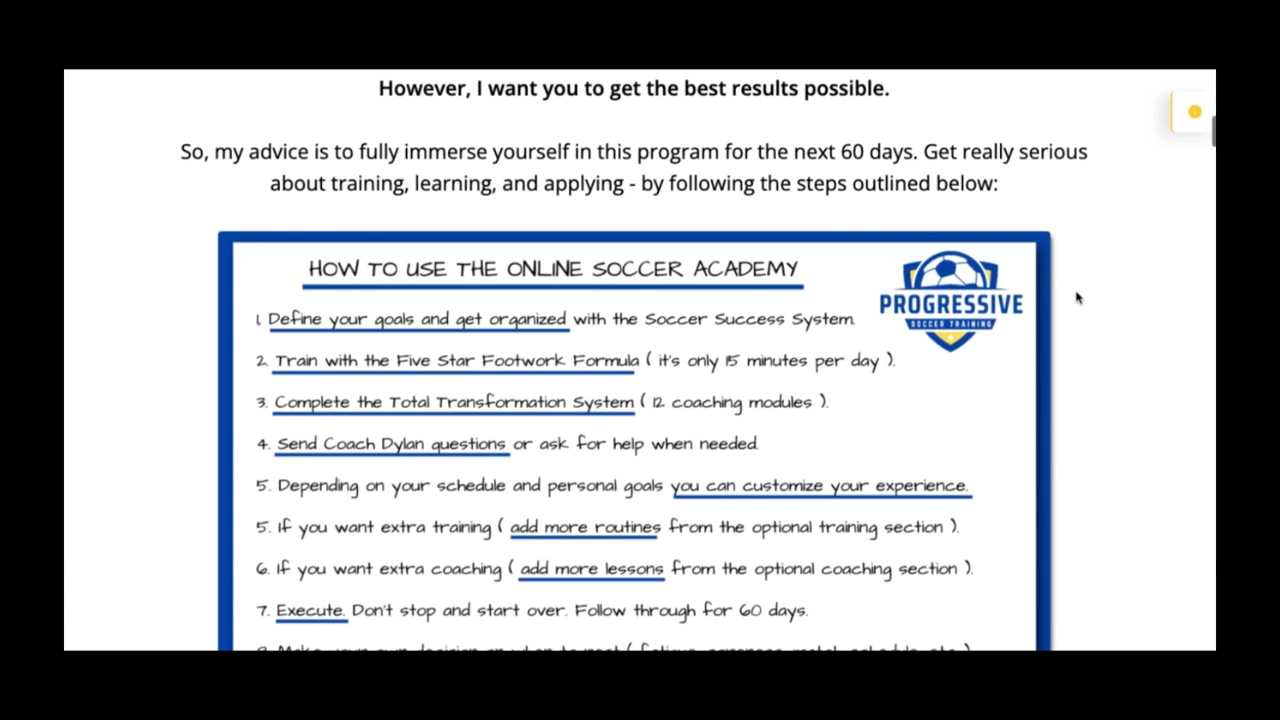 However, I want you to get the best results possible.
So, my advice is to fully immerse yourself in this program for the next 60 days. Get really serious
about training, learning, and applying - by following the steps outlined below:
HOW TO USE THE ONLINE SOCCER ACADEMY
PROGRESSIVE
SOCCER TRAINING
1. Define your goals and get organized with the Soccer Success System.
2. Train with the Five Star Footwork Formula ( it's only 15 minutes per day ).
3. Complete the Total Transformation System ( 12 coaching modules ).
4. Send Coach Dylan questions or ask for help when needed.
5. Depending on your schedule and personal goals you can customize your experience.
5. If you want extra training ( add more routines from the optional training section ).
6. If you want extra coaching ( add more lessons from the optional coaching section ).
7. Execute. Don't stop and start over. Follow through for 60 days.